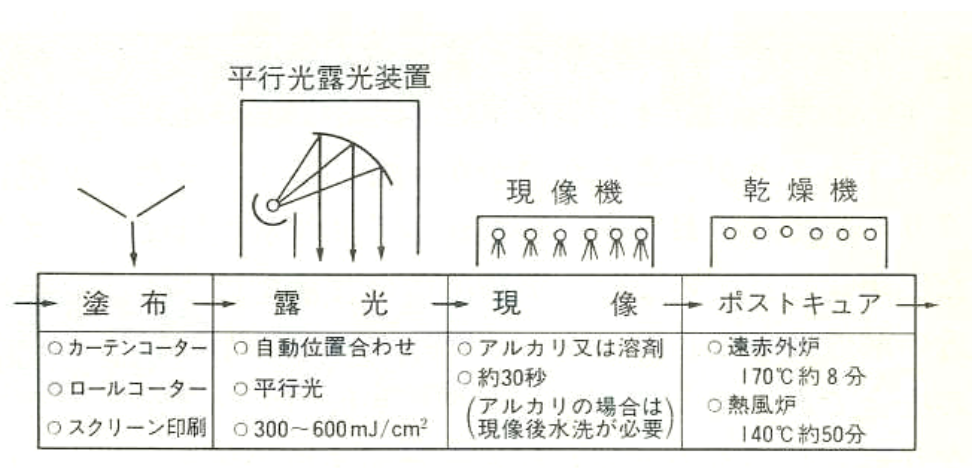 平行光露光装置
現像機
乾燥機
塗布
露光
現像
ポストキュア
○カーテンコーター
○ロールコーター
○スクリーン印刷
○自動位置合わせ
○平行光
○300～600mJ/cm²
○アルカリ又は溶剤
○約30秒
(アルカリの場合は
現像後水洗が必要)
○遠赤外炉
170℃約8分
○熱風炉
140℃約50分